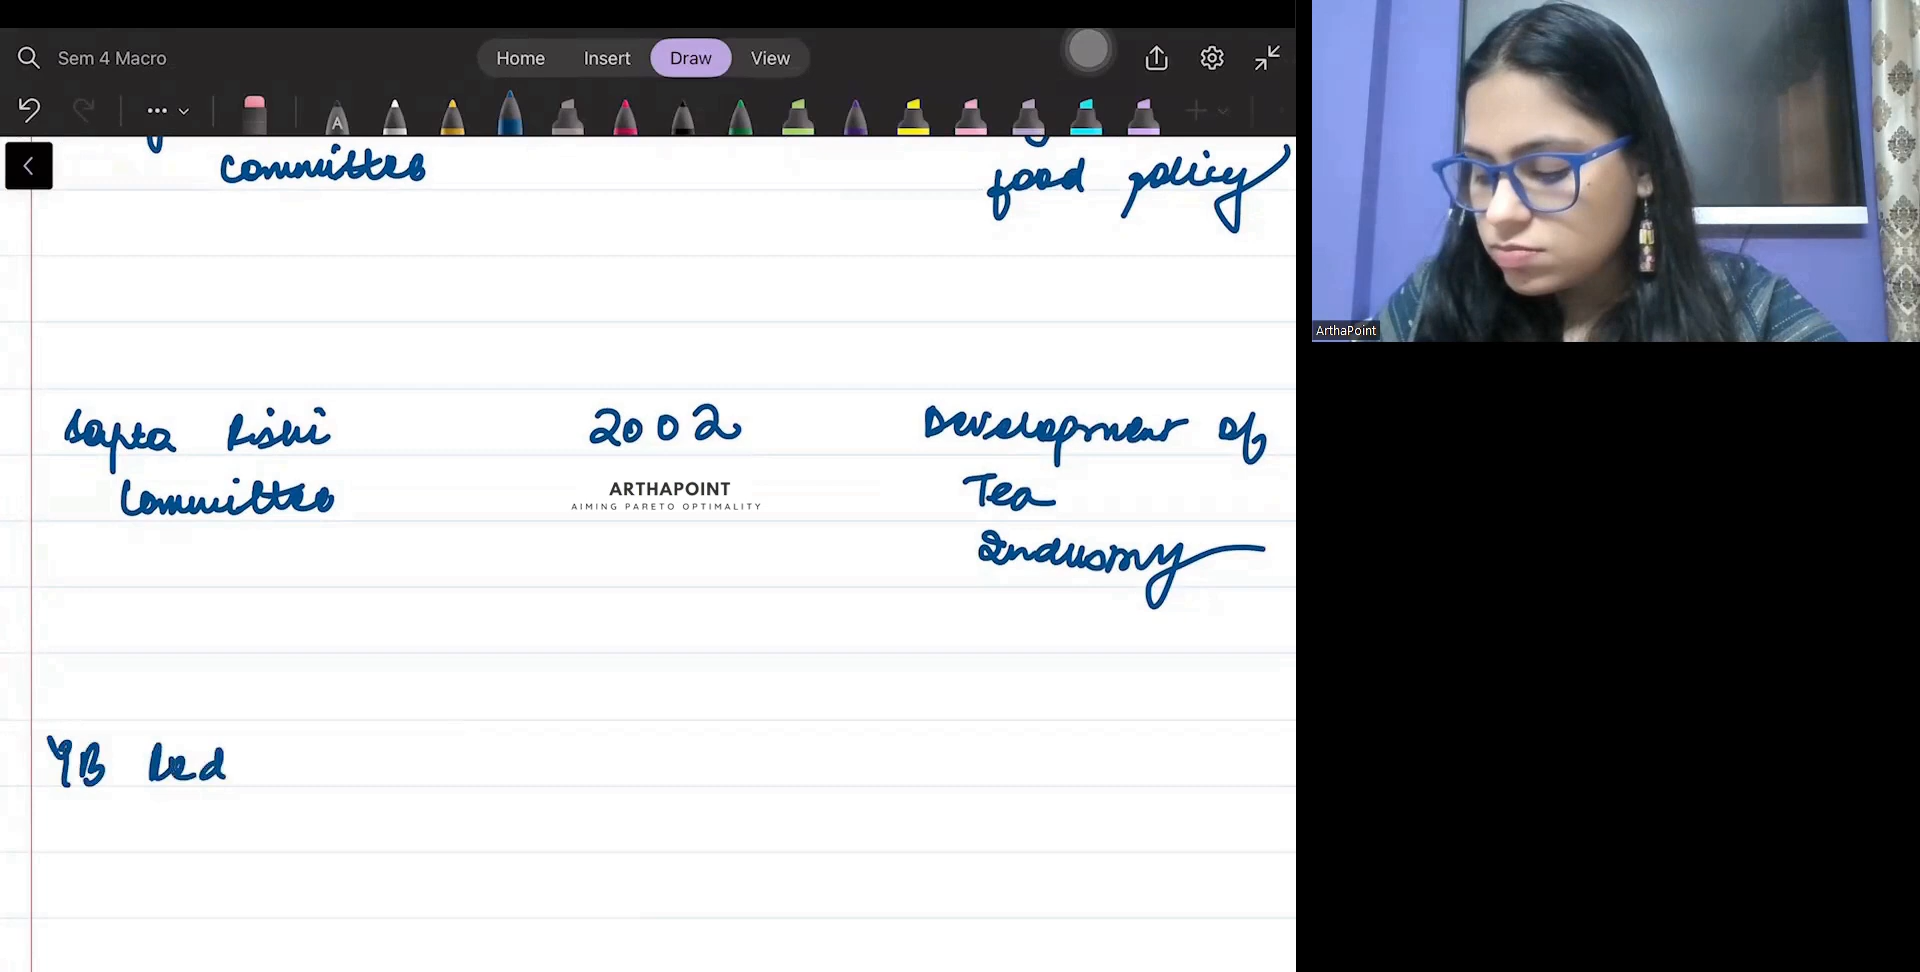 Sem 4 Macro
Home Insert Draw View
A
Committee
food policy
Sapta Rishi 2002 Development of
Committee Tea
Industry
ARTHAPOINT
AIMING PARETO OPTIMALITY
YB Red
ArthaPoint